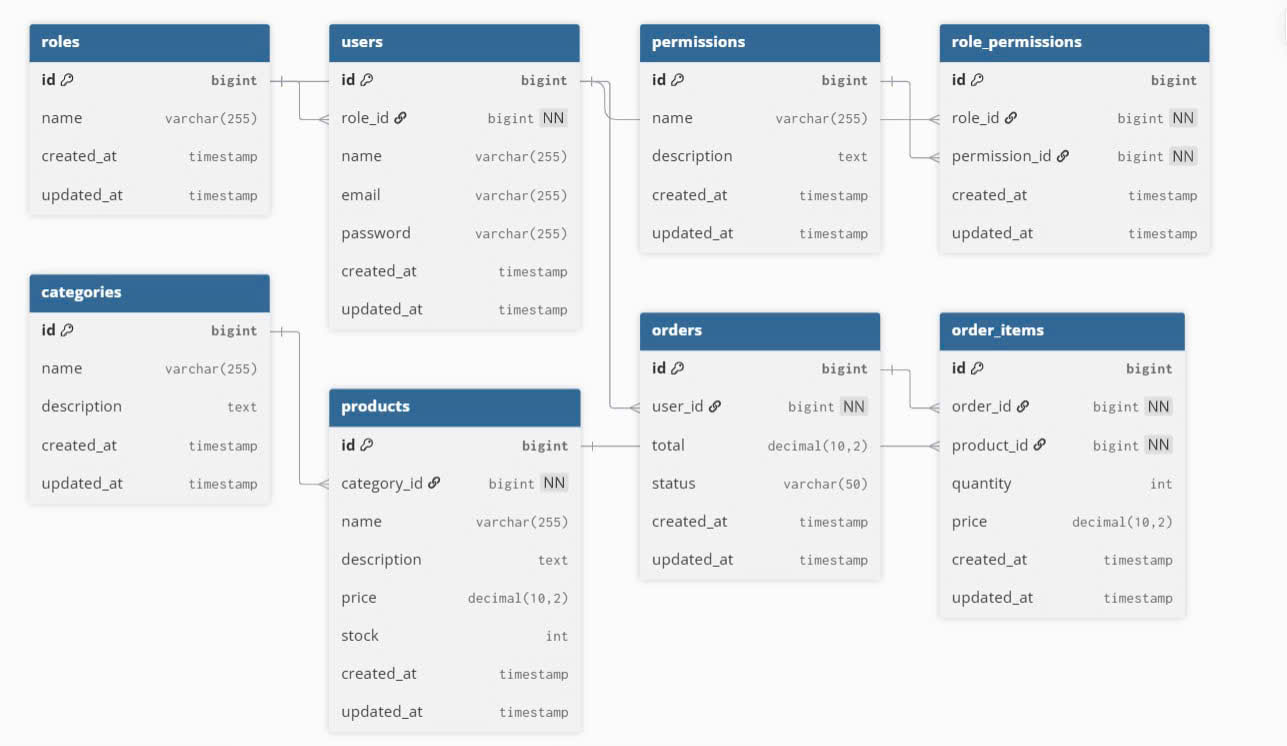 roles
id bigint
name varchar(255)
created_at timestamp
updated_at timestamp
users
id bigint
role_id bigint NN
name varchar(255)
email varchar(255)
password varchar(255)
created_at timestamp
updated_at timestamp
permissions
id bigint
name varchar(255)
description text
created_at timestamp
updated_at timestamp
role_permissions
id bigint
role_id bigint NN
permission_id bigint NN
created_at timestamp
updated_at timestamp
categories
id bigint
name varchar(255)
description text
created_at timestamp
updated_at timestamp
products
id bigint
category_id bigint NN
name varchar(255)
description text
price decimal(10,2)
stock int
created_at timestamp
updated_at timestamp
orders
id bigint
user_id bigint NN
total decimal(10,2)
status varchar(50)
created_at timestamp
updated_at timestamp
order_items
id bigint
order_id bigint NN
product_id bigint NN
quantity int
price decimal(10,2)
created_at timestamp
updated_at timestamp